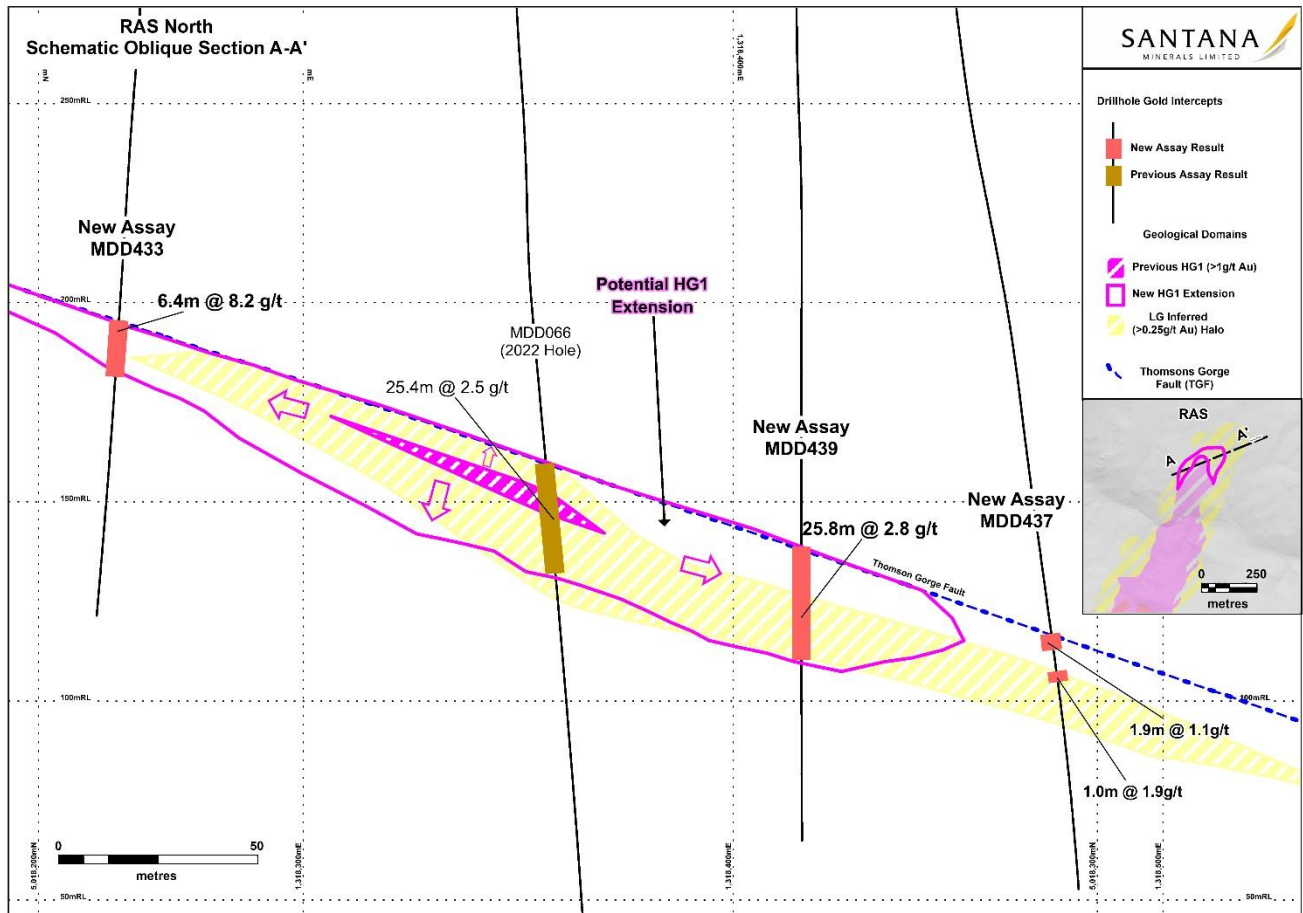 RAS North
Schematic Oblique Section A-A'
mN
mE
1,318,400mE
250mRL
200mRL
150mRL
100mRL
100mRL
50mRL
50mRL
New Assay
MDD433
6.4m @ 8.2 g/t
MDD066
(2022 Hole)
25.4m @ 2.5 g/t
Potential HG1
Extension
New Assay
MDD439
25.8m @ 2.8 g/t
New Assay
MDD437
Thomson Gorge Fault
1.9m @ 1.1g/t
1.0m @ 1.9g/t
0 50
metres
5,018,200mN
1,318,300mE
1,318,400mE
5,018,300mN
1,318,500mE
SANTANA
MINERALS LIMITED
Drillhole Gold Intercepts
New Assay Result
Previous Assay Result
Geological Domains
Previous HG1 (>1g/t Au)
New HG1 Extension
LG Inferred
(>0.25g/t Au) Halo
Thomsons Gorge
Fault (TGF)
RAS
A
A'
0 250
metres